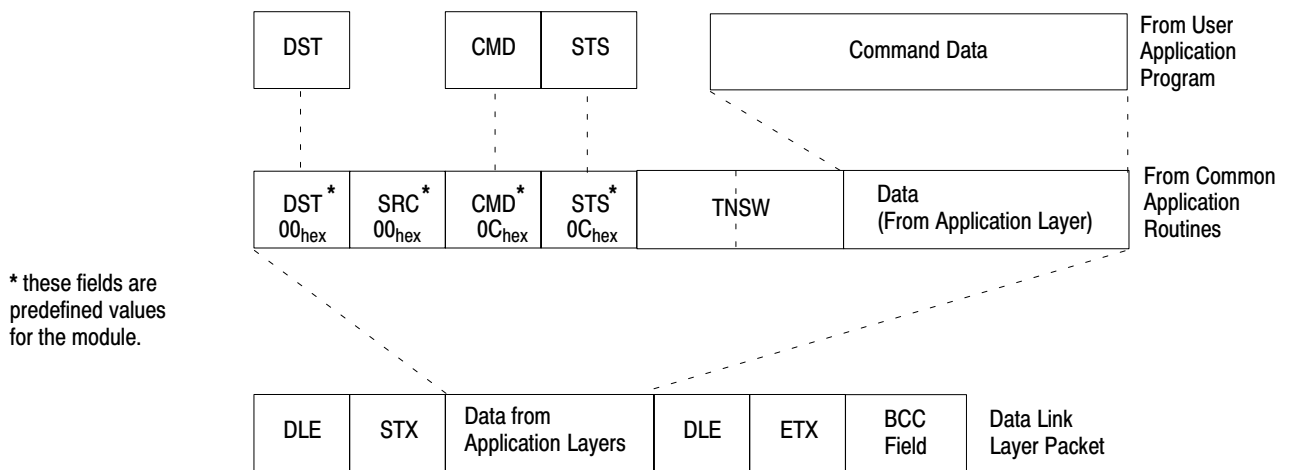 DST CMD STS Command Data From User
Application
Program
DST* SRC* CMD* STS* TNSW Data From Common
00hex 00hex 0Chex 0Chex (From Application Layer) Application
Routines
* these fields are
predefined values
for the module.
DLE STX Data from DLE ETX BCC Data Link
Application Layers Field Layer Packet